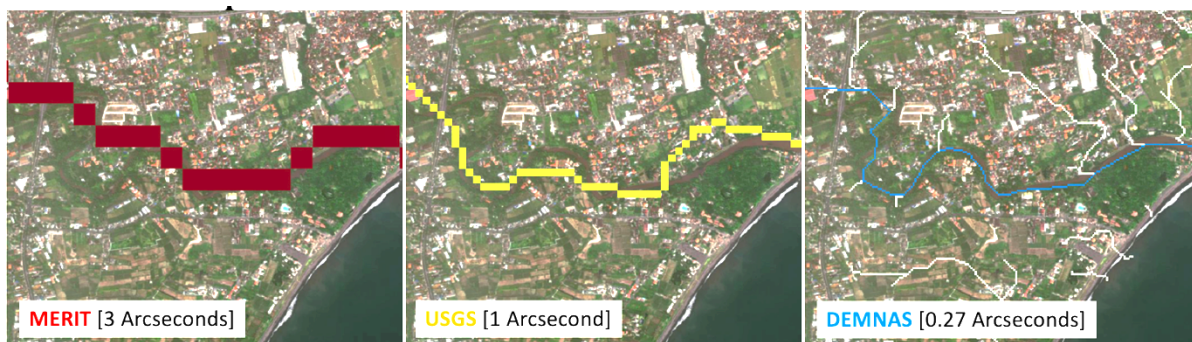 MERIT [3 Arcseconds]
USGS [1 Arcsecond]
DEMNAS [0.27 Arcseconds]